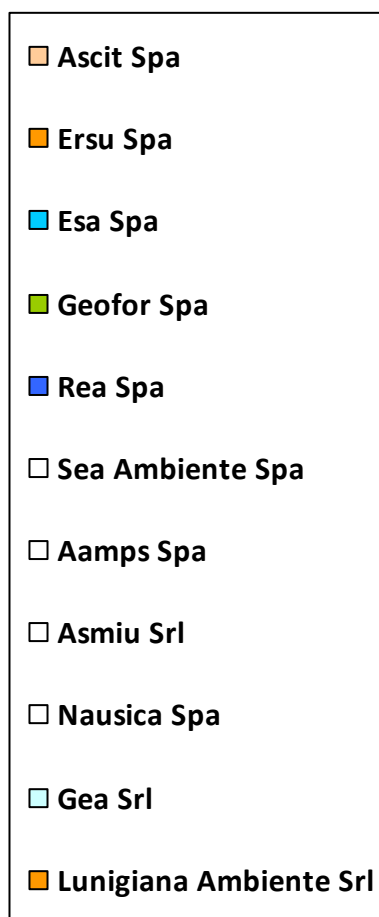 Ascit Spa
Ersu Spa
Esa Spa
Geofor Spa
Rea Spa
Sea Ambiente Spa
Aamps Spa
Asmiu Srl
Nausica Spa
Gea Srl
Lunigiana Ambiente Srl